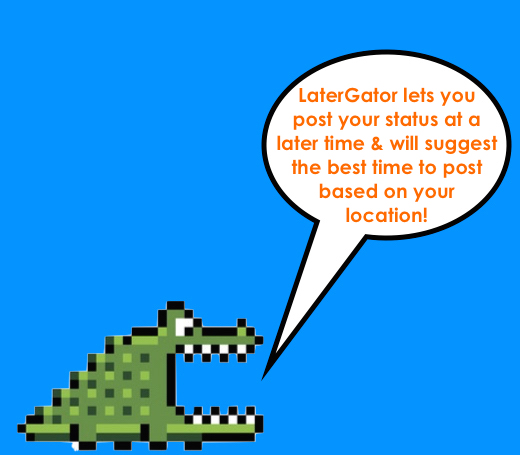 LaterGator lets you
post your status at a
later time & will suggest
the best time to post
based on your
location!